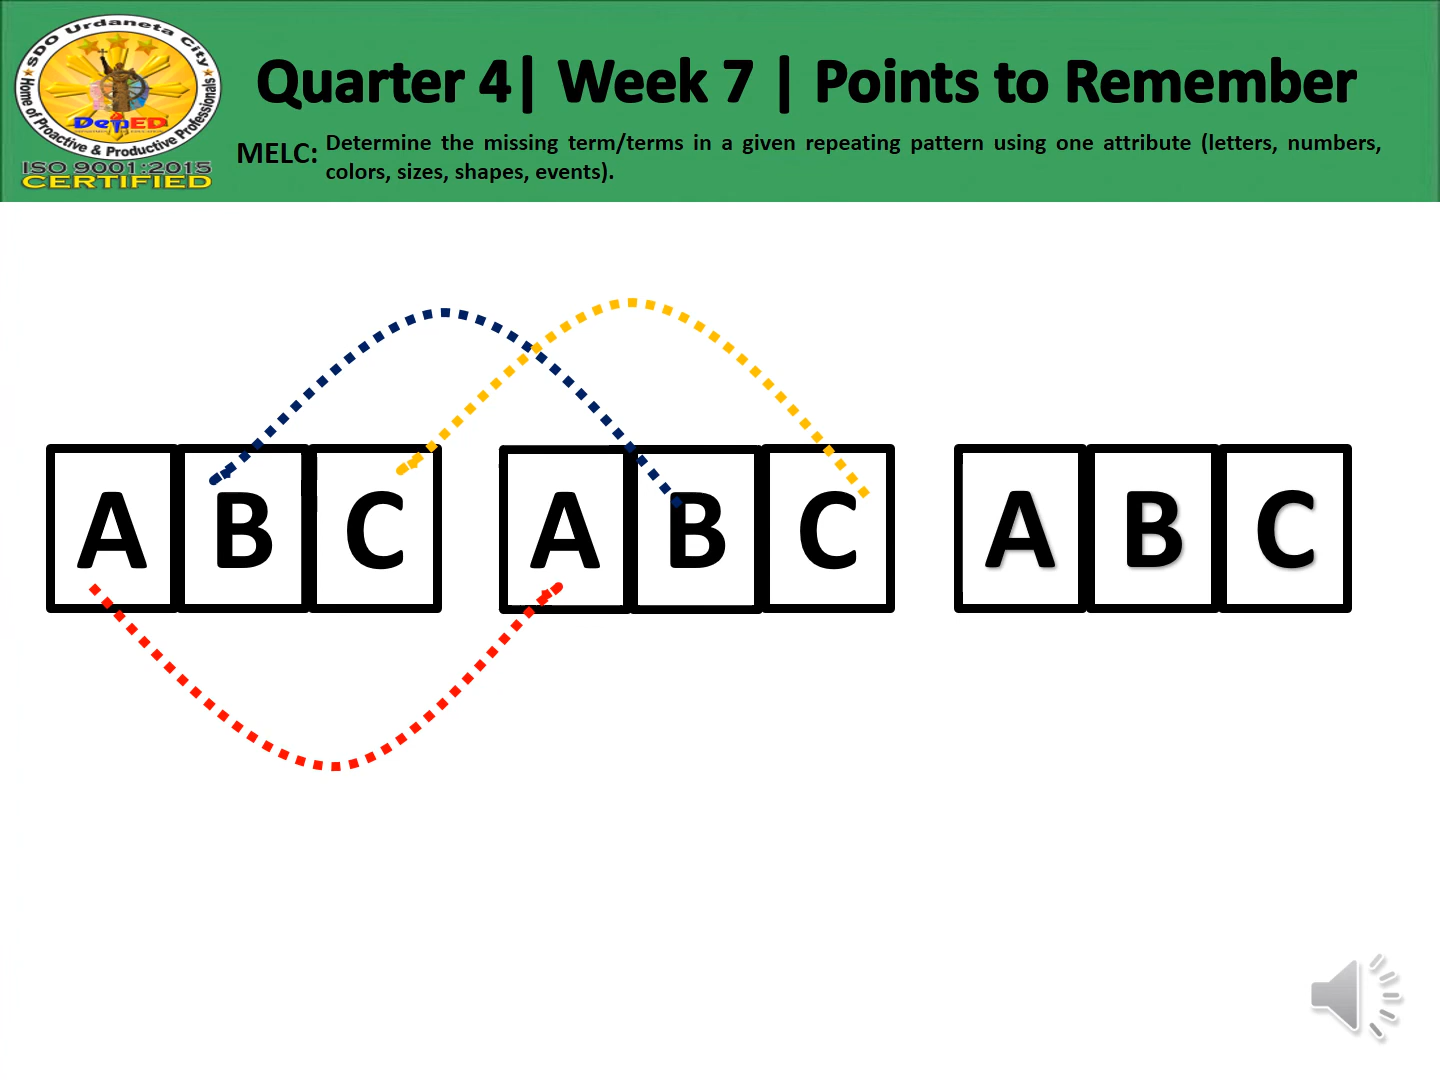 SDO Urdaneta City
Home of Proactive & Productive Professionals
DepED
ISO 9001:2015
CERTIFIED
Quarter 4| Week 7 | Points to Remember
MELC: Determine the missing term/terms in a given repeating pattern using one attribute (letters, numbers,
colors, sizes, shapes, events).
A B C A B C A B C